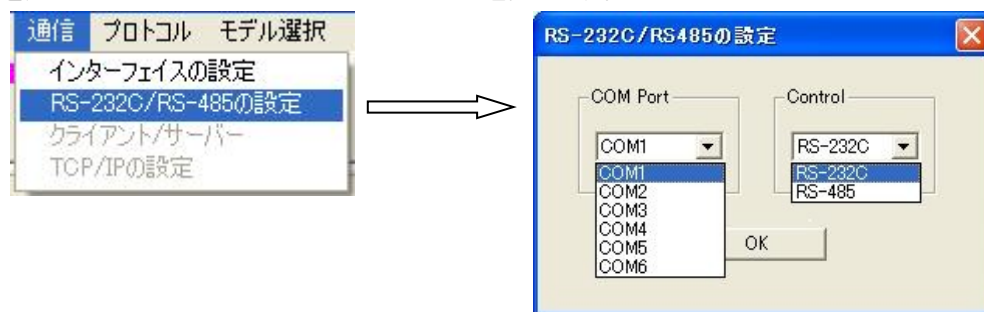 通信 プロトコル モデル選択
インターフェイスの設定
RS-232C/RS-485の設定
クライアント/サーバー
TCP/IPの設定
RS-232C/RS485の設定
COM Port
COM1
COM1
COM2
COM3
COM4
COM5
COM6
Control
RS-232C
RS-232C
RS-485
OK